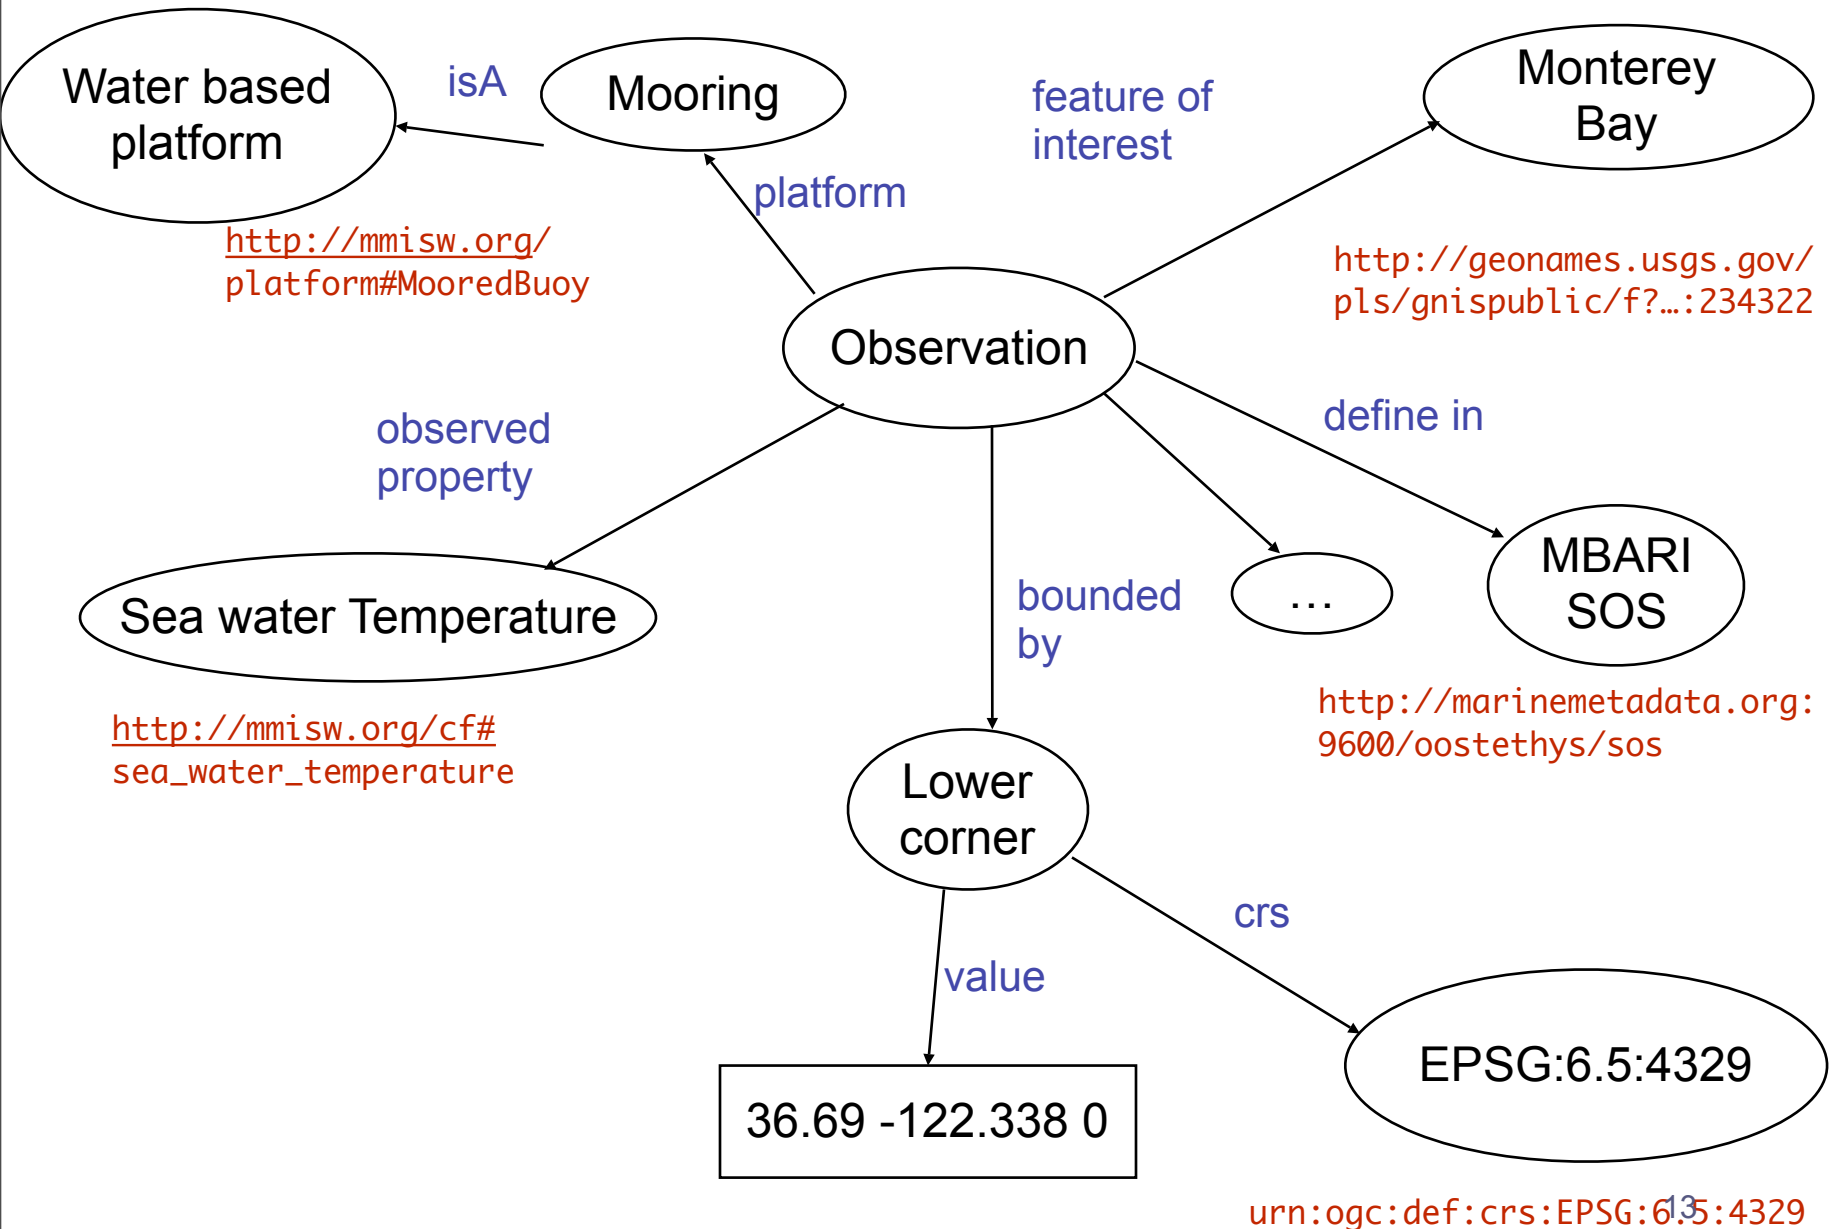 Water based
platform
isA
Mooring
feature of
interest
Monterey
Bay
platform
http://mmisw.org/
platform#MooredBuoy
http://geonames.usgs.gov/
pls/gnispublic/f?…:234322
Observation
observed
property
define in
Sea water Temperature
bounded
by
…
MBARI
SOS
http://mmisw.org/cf#
sea_water_temperature
http://marinemetadata.org:
9600/oostethys/sos
Lower
corner
crs
value
36.69 -122.338 0
EPSG:6.5:4329
urn:ogc:def:crs:EPSG:6.5:4329
13